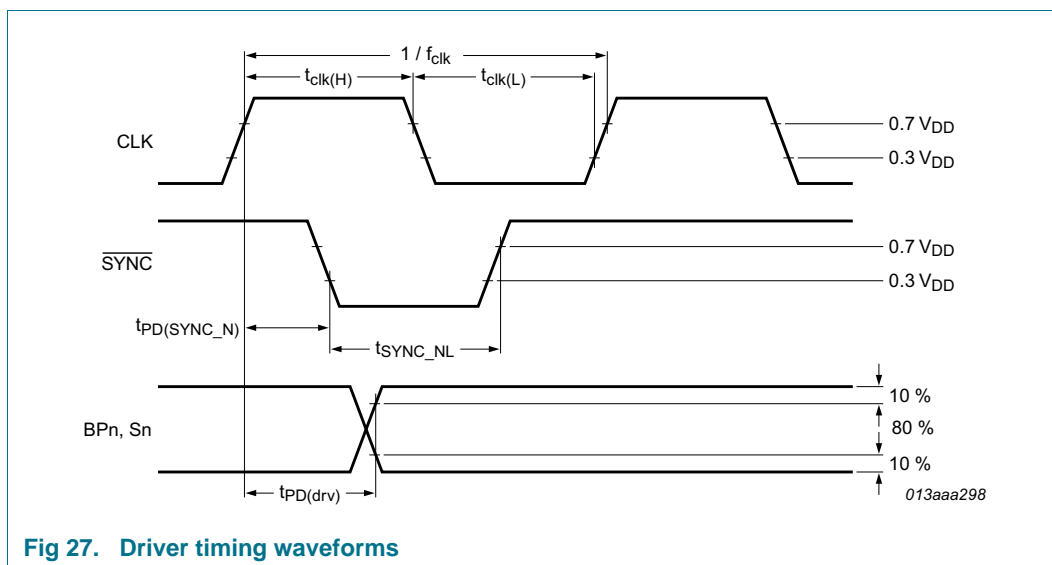 1 / fclk
tclk(H)
tclk(L)
CLK
0.7 VDD
0.3 VDD
SYNC
0.7 VDD
0.3 VDD
tPD(SYNC_N)
tSYNC_NL
BPn, Sn
10 %
80 %
10 %
tPD(drv)
013aaa298
Fig 27. Driver timing waveforms